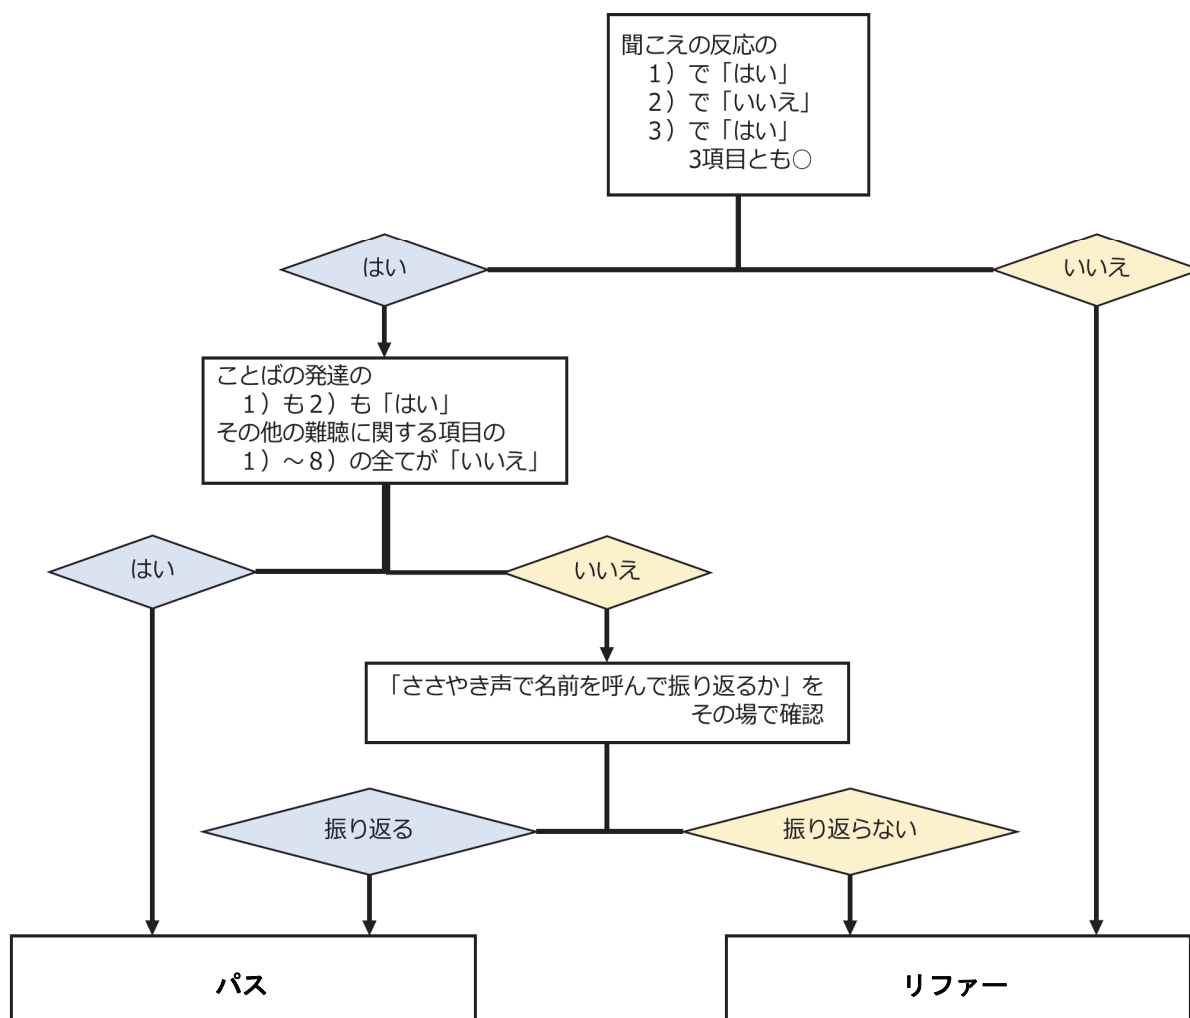 聞こえの反応の
1）で「はい」
2）で「いいえ」
3）で「はい」
3項目とも○
はい
いいえ
ことばの発達の
1）も2）も「はい」
その他の難聴に関する項目の
1）～8）の全てが「いいえ」
はい
いいえ
「ささやき声で名前を呼んで振り返るか」を
その場で確認
振り返る
振り返らない
パス
リファー